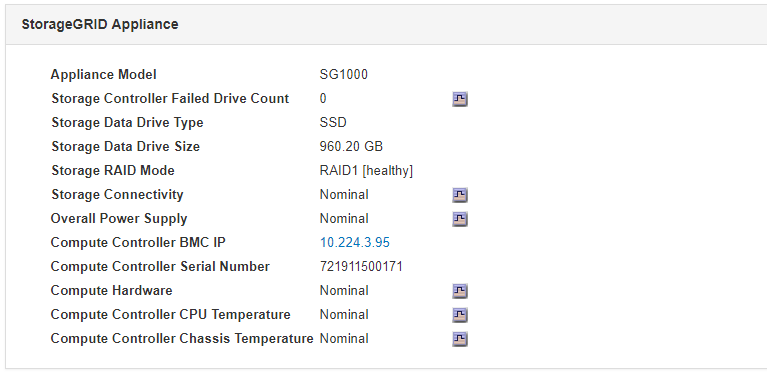 StorageGRID Appliance
Appliance Model SG1000
Storage Controller Failed Drive Count 0
Storage Data Drive Type SSD
Storage Data Drive Size 960.20 GB
Storage RAID Mode RAID1 [healthy]
Storage Connectivity Nominal
Overall Power Supply Nominal
Compute Controller BMC IP 10.224.3.95
Compute Controller Serial Number 721911500171
Compute Hardware Nominal
Compute Controller CPU Temperature Nominal
Compute Controller Chassis Temperature Nominal